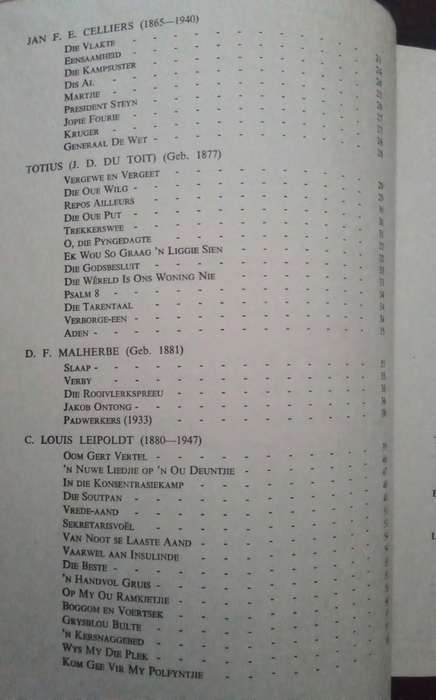 JAN F. E. CELLIERS (1865—1940)
DIE VLAKTE
EENSAAMHEID
DIE KAMPSUSTER
DIS AL
MARTJIE
PRESIDENT STEYN
JOPIE FOURIE
KRUGER
GENERAAL DE WET
TOTIUS (J. D. DU TOIT) (Geb. 1877)
VERGEWE EN VERGEET
DIE OUE WILG
REPOS AILLEURS
DIE OUE PUT
TREKKERSWEE
O, DIE PYNGEDAGTE
EK WOU SO GRAAG 'N LIGGIE SIEN
DIE GODSBESLUIT
DIE WÊRELD IS ONS WONING NIE
PSALM 8
DIE TARENTAAL
VERBORGE-EEN
ADEN
D. F. MALHERBE (Geb. 1881)
SLAAP
VERBY
DIE ROOIVLERKSPREEU
JAKOB ONTONG
PADWERKERS (1933)
C. LOUIS LEIPOLDT (1880—1947)
OOM GERT VERTEL
'N NUWE LIEDJIE OP 'N OU DEUNTJIE
IN DIE KONSENTRASIEKAMP
DIE SOUTPAN
VREDE-AAND
SEKRETARISVOËL
VAN NOOT SE LAASTE AAND
VAARWEL AAN INSULINDE
DIE BESTE
'N HANDVOL GRUIS
OP MY OU RAMKIETJIE
BOGGOM EN VOERTSEK
GRYSBLOU BULTE
'N KERSNAGGEBED
WYS MY DIE PLEK
KOM GEE VIR MY POLFYNTJIE